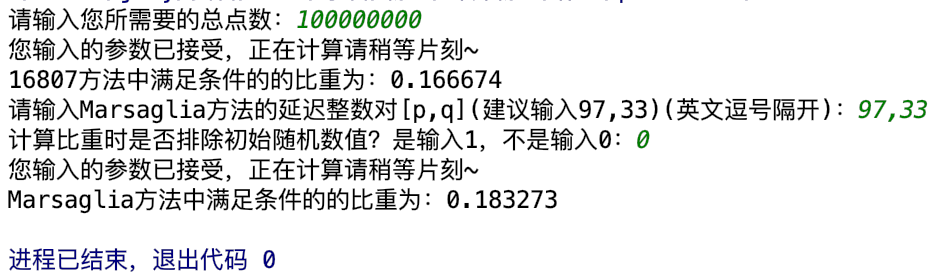 请输入您所需要的总点数：100000000
您输入的参数已接受，正在计算请稍等片刻~
16807方法中满足条件的的比重为：0.166674
请输入Marsaglia方法的延迟整数对[p,q](建议输入97,33)(英文逗号隔开)：97,33
计算比重时是否排除初始随机数值？是输入1，不是输入0：0
您输入的参数已接受，正在计算请稍等片刻~
Marsaglia方法中满足条件的的比重为：0.183273
进程已结束，退出代码 0